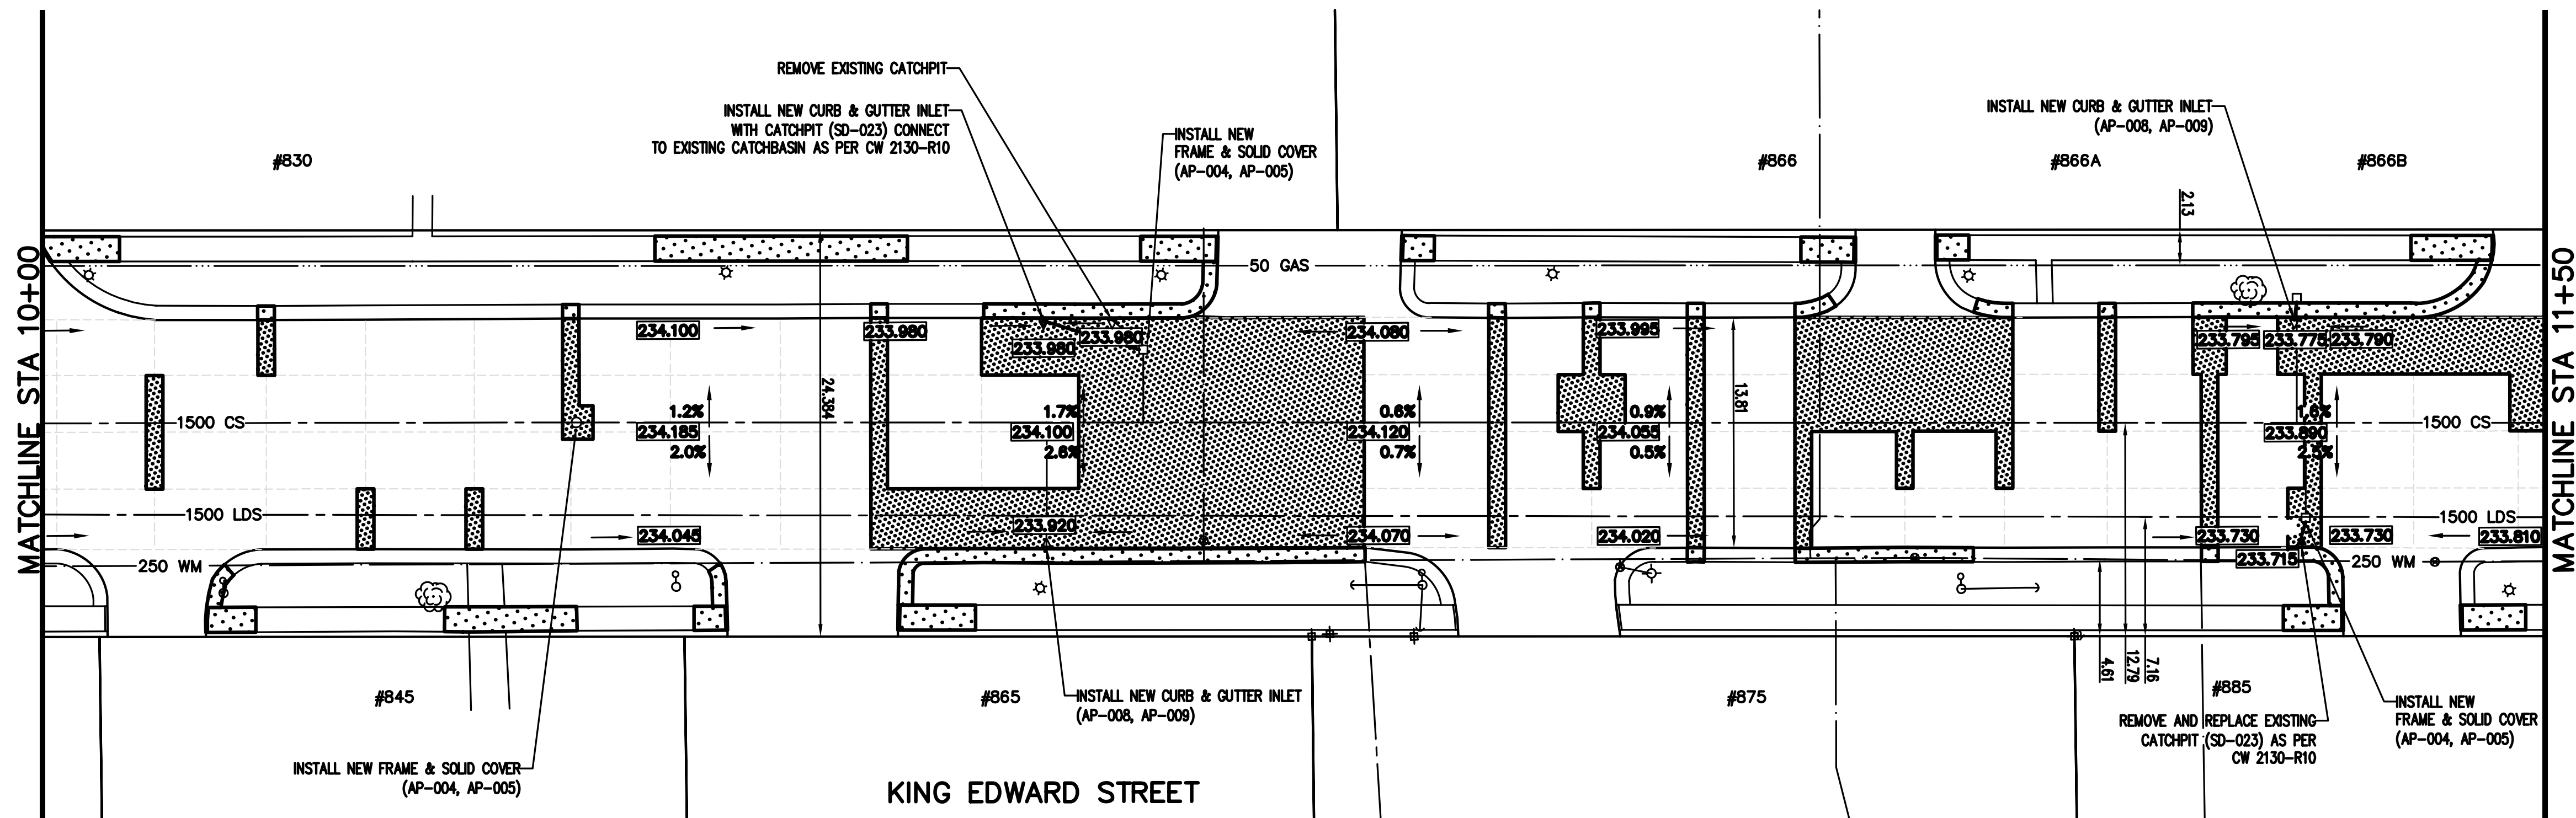 REMOVE EXISTING CATCHPIT
INSTALL NEW CURB & GUTTER INLET
WITH CATCHPIT (SD-023) CONNECT
TO EXISTING CATCHBASIN AS PER CW 2130-R10
INSTALL NEW
FRAME & SOLID COVER
(AP-004, AP-005)
INSTALL NEW CURB & GUTTER INLET
(AP-008, AP-009)
#830
#866
#866A
#866B
2.13
MATCHLINE STA 10+00
MATCHLINE STA 11+50
50 GAS
234.100
233.980
233.980
233.980
234.080
233.995
233.795
233.775
233.790
24.384
13.81
1.2%
234.185
2.0%
1.7%
234.100
2.6%
0.6%
234.120
0.7%
0.9%
234.055
0.5%
1.6%
233.890
2.5%
1500 CS
1500 CS
1500 LDS
1500 LDS
234.045
233.920
234.070
234.020
233.730
233.730
233.810
233.715
250 WM
250 WM
4.61
12.79
7.16
#845
#865
#875
#885
INSTALL NEW CURB & GUTTER INLET
(AP-008, AP-009)
INSTALL NEW FRAME & SOLID COVER
(AP-004, AP-005)
REMOVE AND REPLACE EXISTING
CATCHPIT (SD-023) AS PER
CW 2130-R10
INSTALL NEW
FRAME & SOLID COVER
(AP-004, AP-005)
KING EDWARD STREET